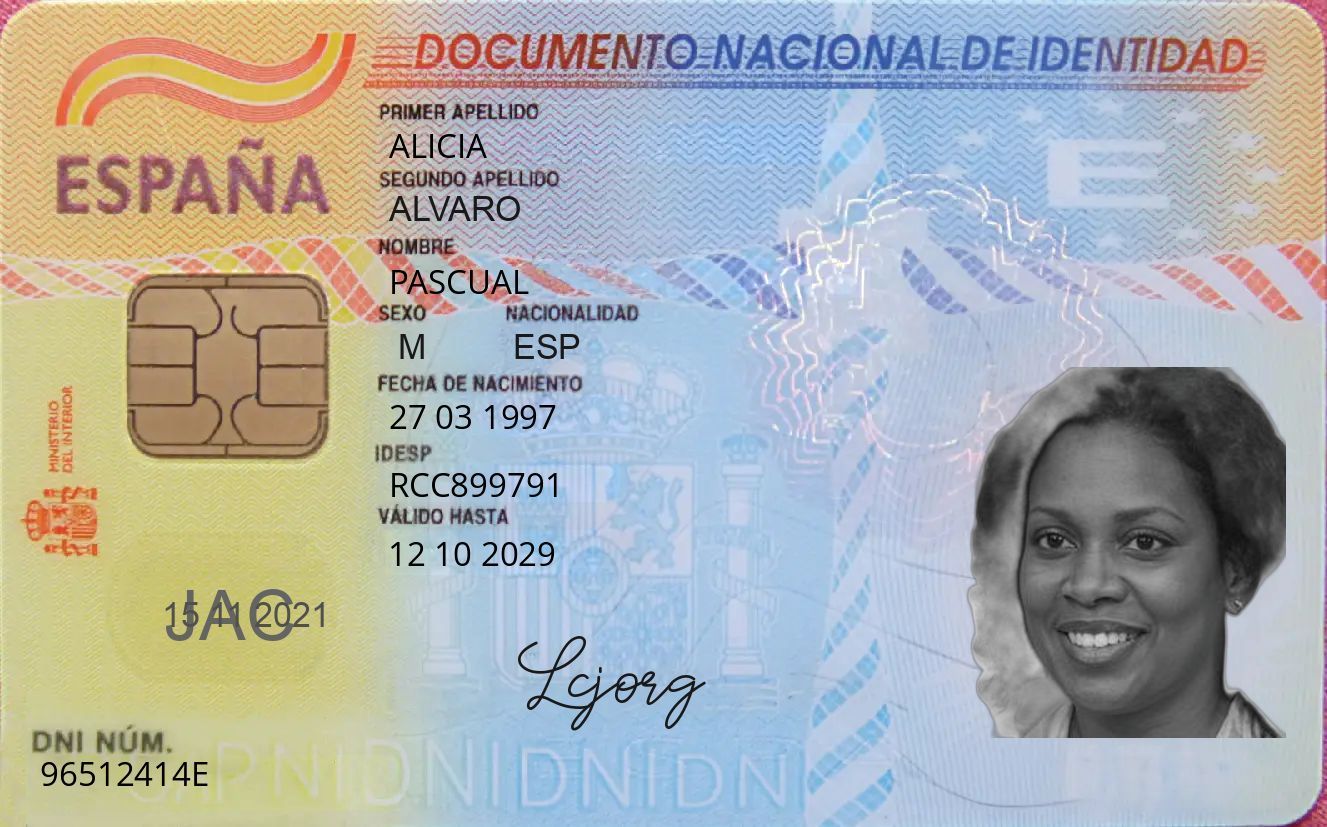 DOCUMENTO NACIONAL DE IDENTIDAD
ESPAÑA
PRIMER APELLIDO
ALICIA
SEGUNDO APELLIDO
ALVARO
NOMBRE
PASCUAL
SEXO NACIONALIDAD
M ESP
FECHA DE NACIMIENTO
27 03 1997
IDESP
RCC899791
VÁLIDO HASTA
12 10 2029
MINISTERIO
DEL INTERIOR
JAC
15 11 2021
Lcjorg
DNI NÚM.
96512414E
E